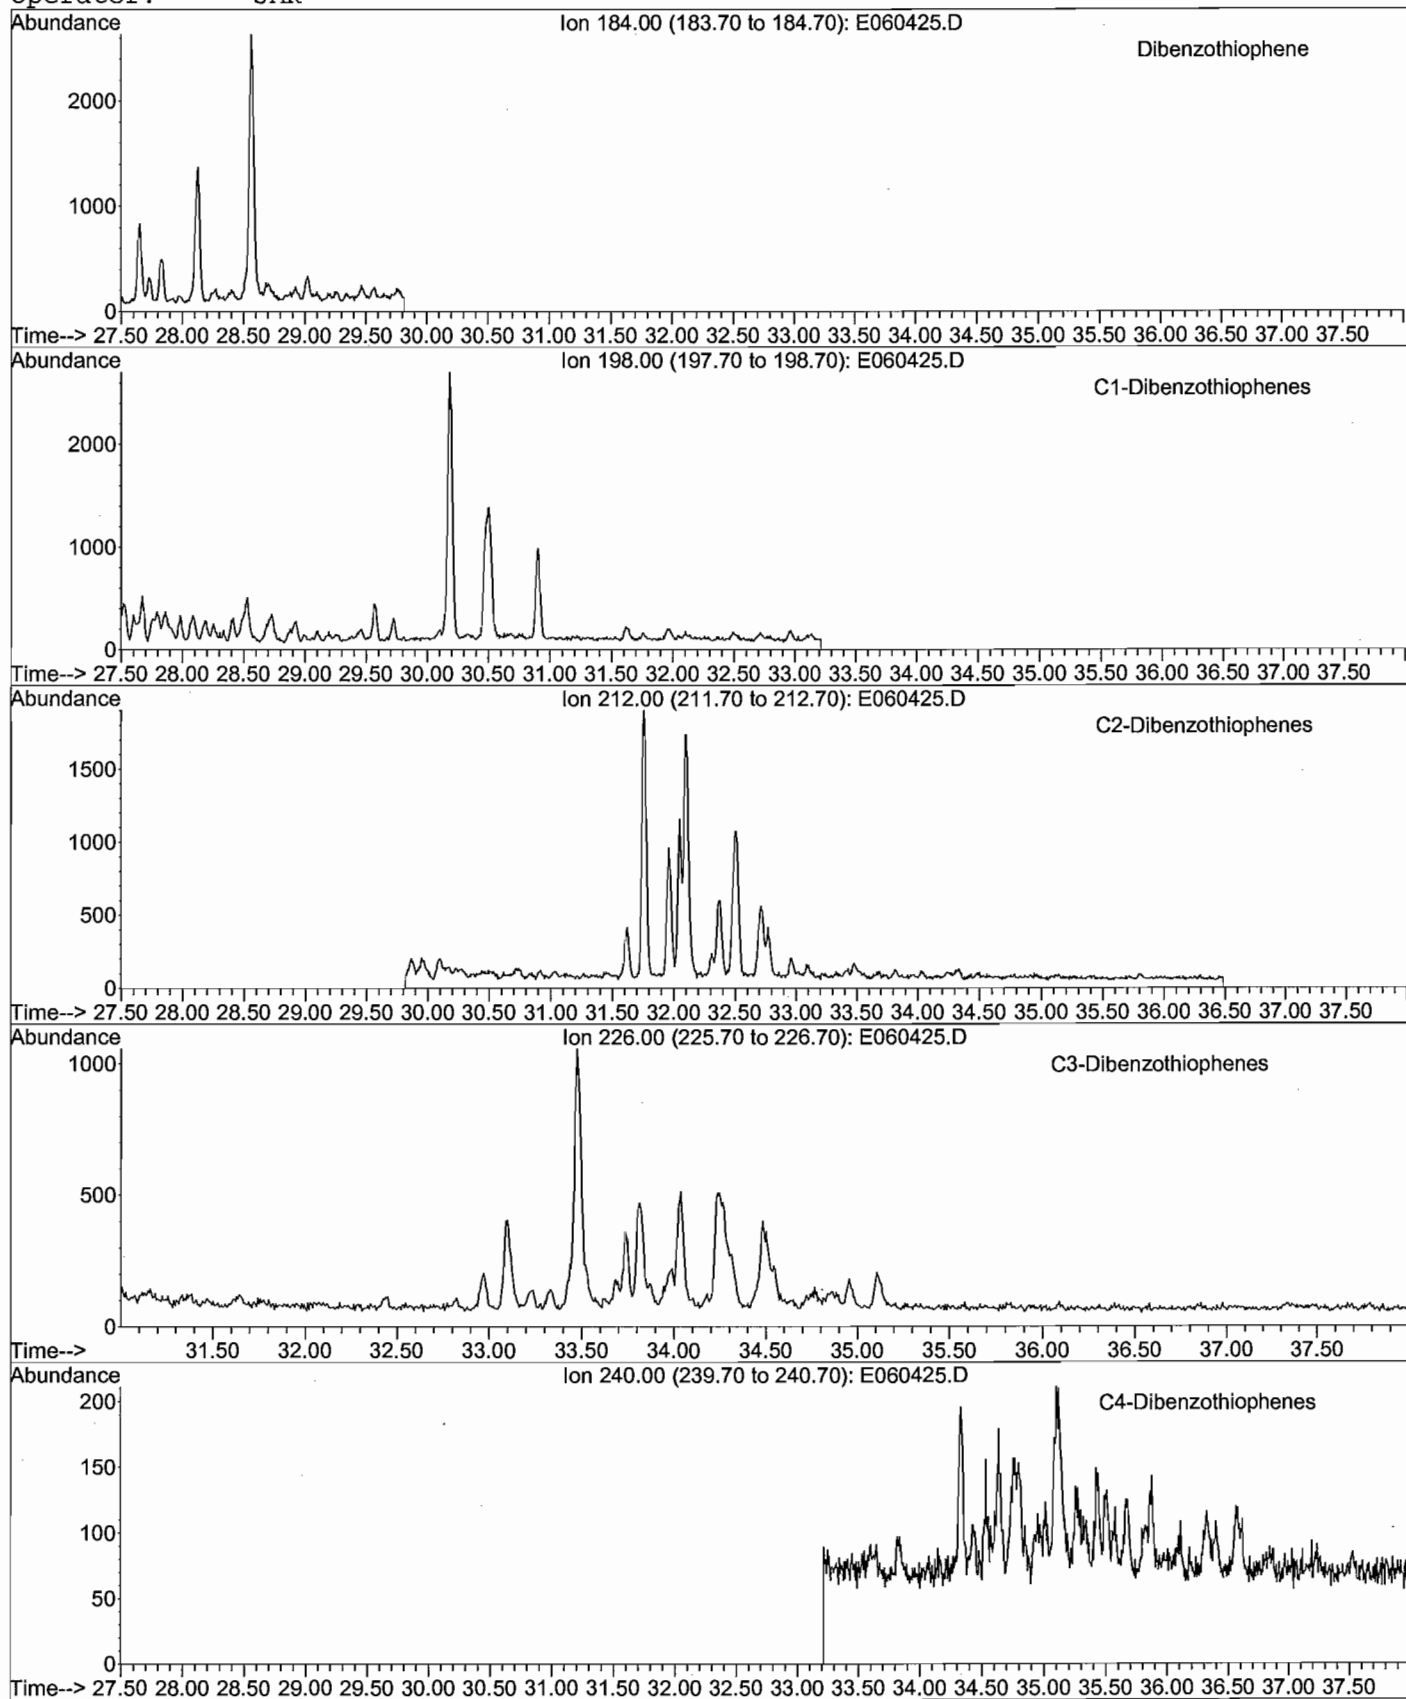 Abundance Ion 184.00 (183.70 to 184.70): E060425.D
Dibenzothiophene
2000
1000
0
Time--> 27.50 28.00 28.50 29.00 29.50 30.00 30.50 31.00 31.50 32.00 32.50 33.00 33.50 34.00 34.50 35.00 35.50 36.00 36.50 37.00 37.50
Abundance Ion 198.00 (197.70 to 198.70): E060425.D
C1-Dibenzothiophenes
2000
1000
0
Time--> 27.50 28.00 28.50 29.00 29.50 30.00 30.50 31.00 31.50 32.00 32.50 33.00 33.50 34.00 34.50 35.00 35.50 36.00 36.50 37.00 37.50
Abundance Ion 212.00 (211.70 to 212.70): E060425.D
C2-Dibenzothiophenes
1500
1000
500
0
Time--> 27.50 28.00 28.50 29.00 29.50 30.00 30.50 31.00 31.50 32.00 32.50 33.00 33.50 34.00 34.50 35.00 35.50 36.00 36.50 37.00 37.50
Abundance Ion 226.00 (225.70 to 226.70): E060425.D
C3-Dibenzothiophenes
1000
500
0
Time--> 31.50 32.00 32.50 33.00 33.50 34.00 34.50 35.00 35.50 36.00 36.50 37.00 37.50
Abundance Ion 240.00 (239.70 to 240.70): E060425.D
C4-Dibenzothiophenes
200
150
100
50
0
Time--> 27.50 28.00 28.50 29.00 29.50 30.00 30.50 31.00 31.50 32.00 32.50 33.00 33.50 34.00 34.50 35.00 35.50 36.00 36.50 37.00 37.50